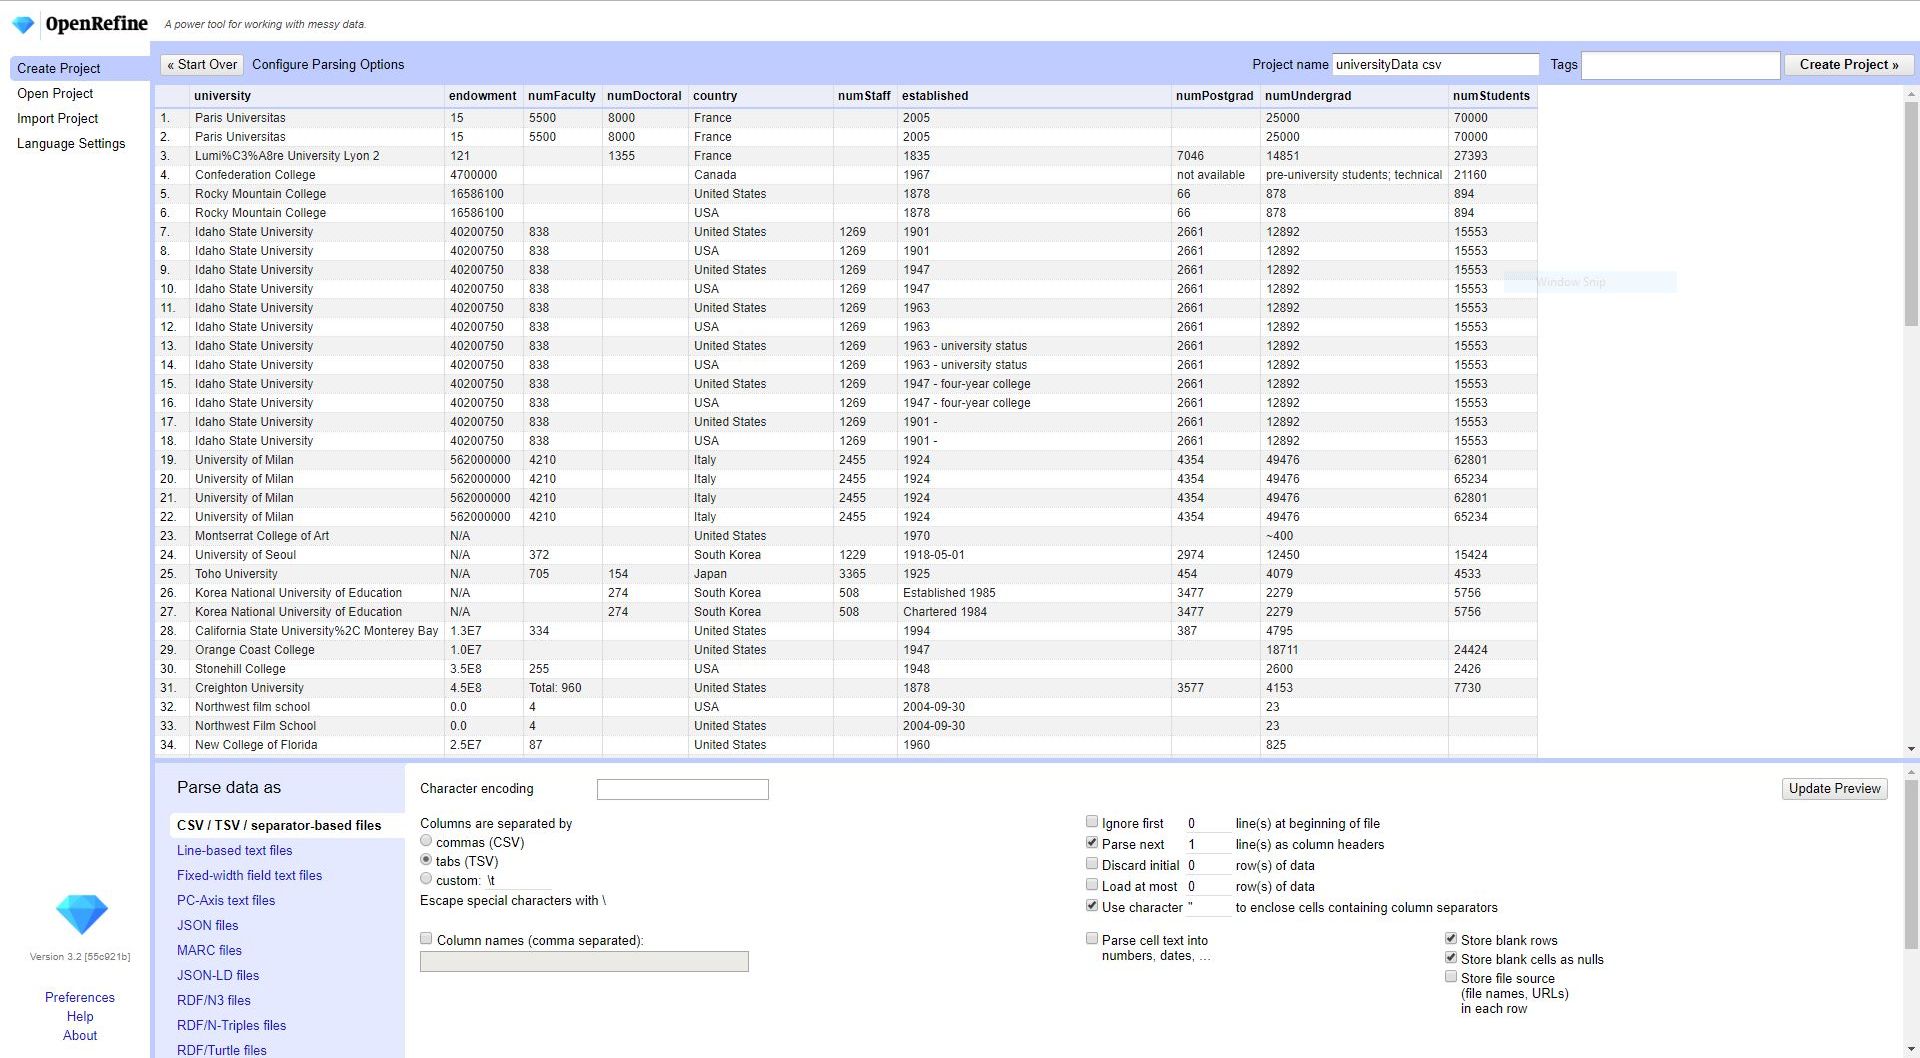 OpenRefine A power tool for working with messy data.
Create Project
Open Project
Import Project
Language Settings
« Start Over Configure Parsing Options Project name universityData csv Tags Create Project »
university endowment numFaculty numDoctoral country numStaff established numPostgrad numUndergrad numStudents
1. Paris Universitas 15 5500 8000 France 2005 25000 70000
2. Paris Universitas 15 5500 8000 France 2005 25000 70000
3. Lumi%C3%A8re University Lyon 2 121 1355 France 1835 7046 14851 27393
4. Confederation College 4700000 Canada 1967 not available pre-university students; technical 21160
5. Rocky Mountain College 16586100 United States 1878 66 878 894
6. Rocky Mountain College 16586100 USA 1878 66 878 894
7. Idaho State University 40200750 838 United States 1269 1901 2661 12892 15553
8. Idaho State University 40200750 838 USA 1269 1901 2661 12892 15553
9. Idaho State University 40200750 838 United States 1269 1947 2661 12892 15553
10. Idaho State University 40200750 838 USA 1269 1947 2661 12892 15553
Window Snip
11. Idaho State University 40200750 838 United States 1269 1963 2661 12892 15553
12. Idaho State University 40200750 838 USA 1269 1963 2661 12892 15553
13. Idaho State University 40200750 838 United States 1269 1963 - university status 2661 12892 15553
14. Idaho State University 40200750 838 USA 1269 1963 - university status 2661 12892 15553
15. Idaho State University 40200750 838 United States 1269 1947 - four-year college 2661 12892 15553
16. Idaho State University 40200750 838 USA 1269 1947 - four-year college 2661 12892 15553
17. Idaho State University 40200750 838 United States 1269 1901 - 2661 12892 15553
18. Idaho State University 40200750 838 USA 1269 1901 - 2661 12892 15553
19. University of Milan 562000000 4210 Italy 2455 1924 4354 49476 62801
20. University of Milan 562000000 4210 Italy 2455 1924 4354 49476 65234
21. University of Milan 562000000 4210 Italy 2455 1924 4354 49476 62801
22. University of Milan 562000000 4210 Italy 2455 1924 4354 49476 65234
23. Montserrat College of Art N/A United States 1970 ~400
24. University of Seoul N/A 372 South Korea 1229 1918-05-01 2974 12450 15424
25. Toho University N/A 705 154 Japan 3365 1925 454 4079 4533
26. Korea National University of Education N/A 274 South Korea 508 Established 1985 3477 2279 5756
27. Korea National University of Education N/A 274 South Korea 508 Chartered 1984 3477 2279 5756
28. California State University%2C Monterey Bay 1.3E7 334 United States 1994 387 4795
29. Orange Coast College 1.0E7 United States 1947 18711 24424
30. Stonehill College 3.5E8 255 USA 1948 2600 2426
31. Creighton University 4.5E8 Total: 960 United States 1878 3577 4153 7730
32. Northwest film school 0.0 4 USA 2004-09-30 23
33. Northwest Film School 0.0 4 United States 2004-09-30 23
34. New College of Florida 2.5E7 87 United States 1960 825
Parse data as
CSV / TSV / separator-based files
Line-based text files
Fixed-width field text files
PC-Axis text files
JSON files
MARC files
JSON-LD files
RDF/N3 files
RDF/N-Triples files
RDF/Turtle files
Character encoding
Columns are separated by
commas (CSV)
tabs (TSV)
custom: \t
Escape special characters with \
Column names (comma separated):
Update Preview
Ignore first 0 line(s) at beginning of file
Parse next 1 line(s) as column headers
Discard initial 0 row(s) of data
Load at most 0 row(s) of data
Use character " to enclose cells containing column separators
Parse cell text into
numbers, dates, ...
Store blank rows
Store blank cells as nulls
Store file source
(file names, URLs)
in each row
Version 3.2 [55c921b]
Preferences
Help
About